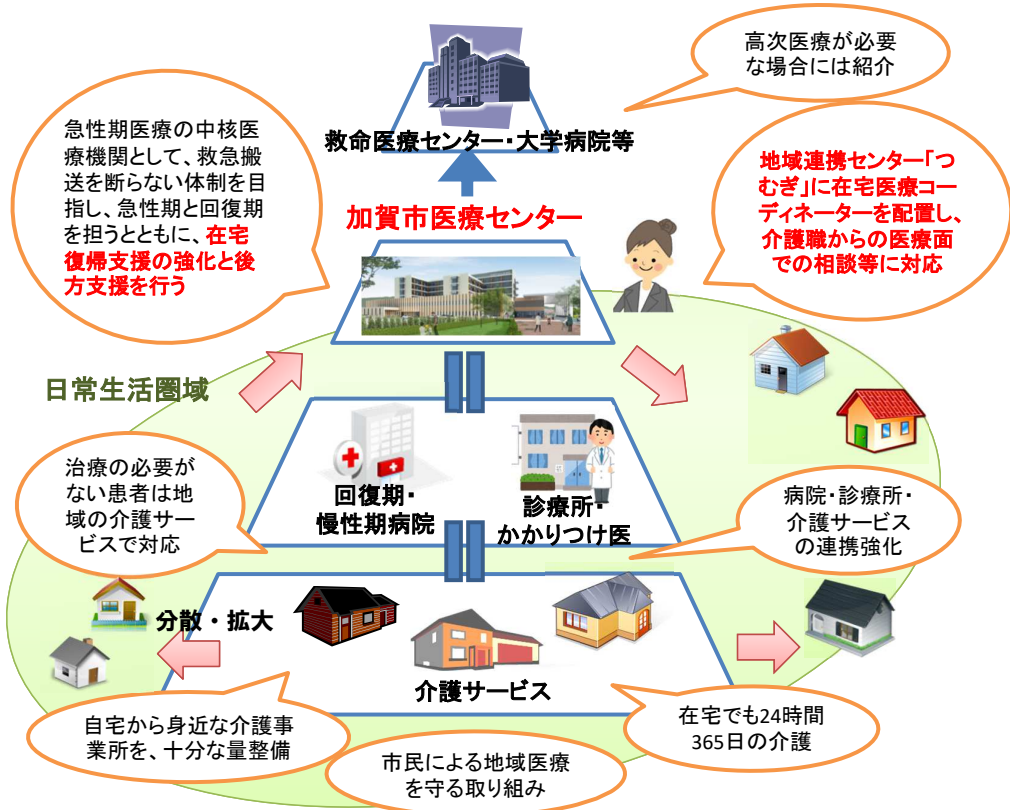 高次医療が必要
な場合には紹介
救命医療センター・大学病院等
急性期医療の中核医
療機関として、救急搬
送を断らない体制を目
指し、急性期と回復期
を担うとともに、在宅
復帰支援の強化と後
方支援を行う
加賀市医療センター
地域連携センター「つ
むぎ」に在宅医療コー
ディネーターを配置し、
介護職からの医療面
での相談等に対応
日常生活圏域
治療の必要が
ない患者は地
域の介護サー
ビスで対応
回復期・
慢性期病院
診療所・
かかりつけ医
病院・診療所・
介護サービス
の連携強化
分散・拡大
介護サービス
自宅から身近な介護事
業所を、十分な量整備
市民による地域医療
を守る取り組み
在宅でも24時間
365日の介護